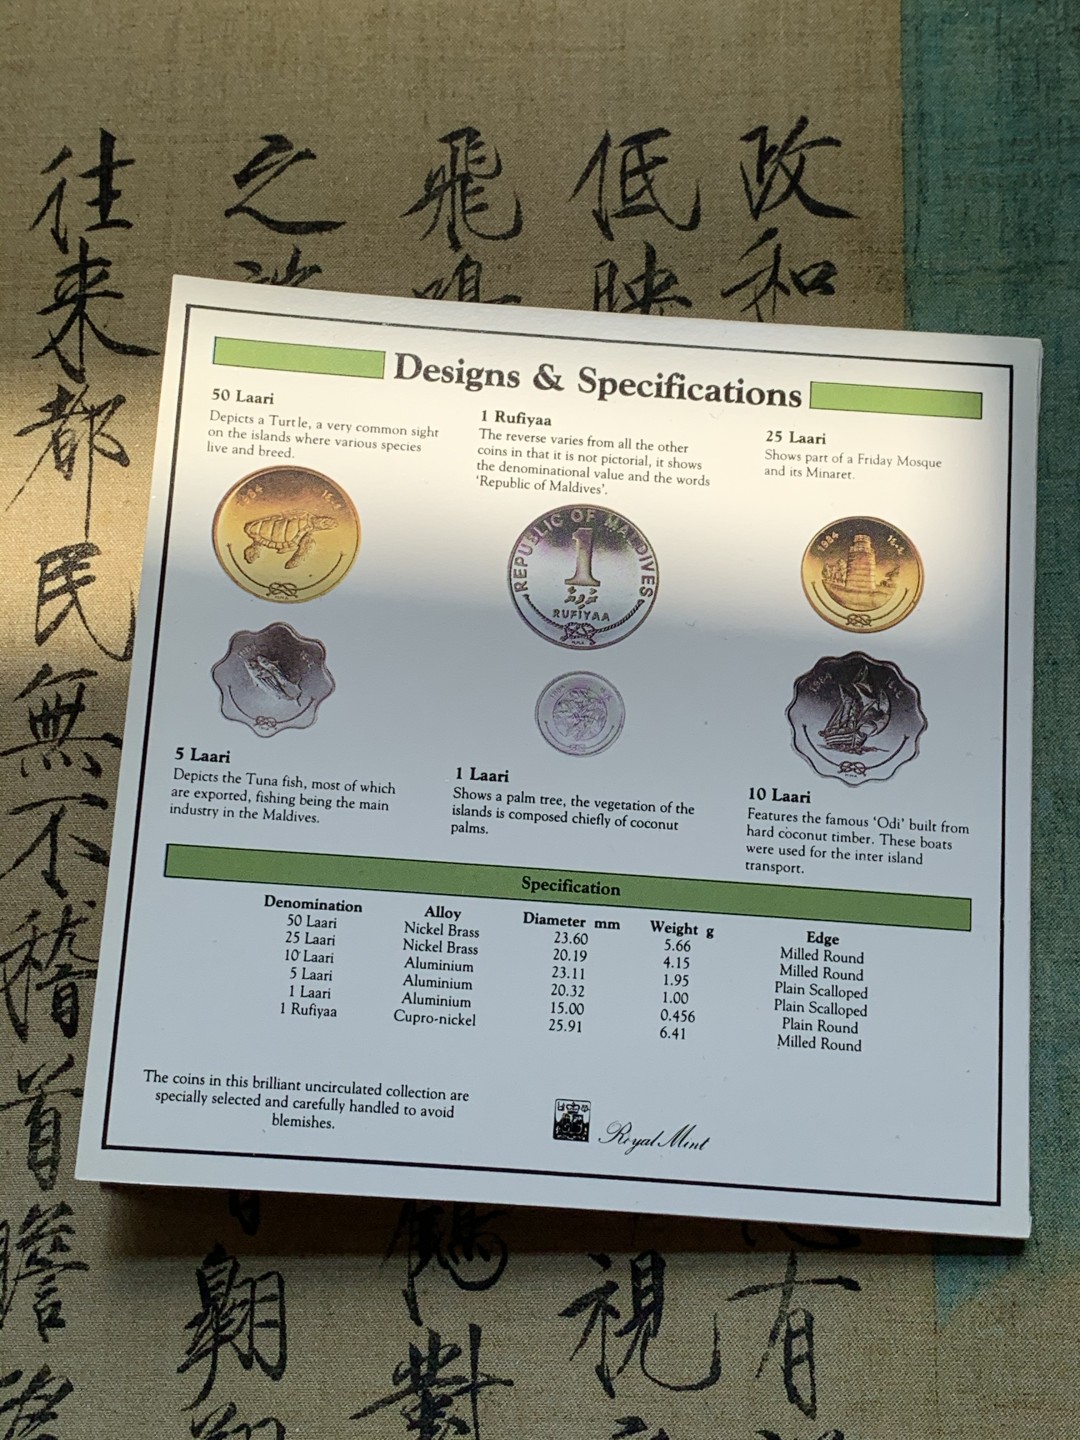 Designs & Specifications
50 Laari
Depicts a Turtle, a very common sight
on the islands where various species
live and breed.
1 Rufiyaa
The reverse varies from all the other
coins in that it is not pictorial, it shows
the denominational value and the words
'Republic of Maldives'.
25 Laari
Shows part of a Friday Mosque
and its Minaret.
1984
REPUBLIC OF MALDIVES
1
ރުފިޔާ
RUFIYAA
1984
1984
5 Laari
Depicts the Tuna fish, most of which
are exported, fishing being the main
industry in the Maldives.
1 Laari
Shows a palm tree, the vegetation of the
islands is composed chiefly of coconut
palms.
10 Laari
Features the famous 'Odi' built from
hard coconut timber. These boats
were used for the inter island
transport.
Specification
Denomination Alloy Diameter mm Weight g Edge
50 Laari Nickel Brass 23.60 5.66 Milled Round
25 Laari Nickel Brass 20.19 4.15 Milled Round
10 Laari Aluminium 23.11 1.95 Plain Scalloped
5 Laari Aluminium 20.32 1.00 Plain Scalloped
1 Laari Aluminium 15.00 0.456 Plain Round
1 Rufiyaa Cupro-nickel 25.91 6.41 Milled Round
The coins in this brilliant uncirculated collection are
specially selected and carefully handled to avoid
blemishes.
Royal Mint
政和
低映
飛鳴
之
往來都民無不稽首瞻
有
視
對
翱翔